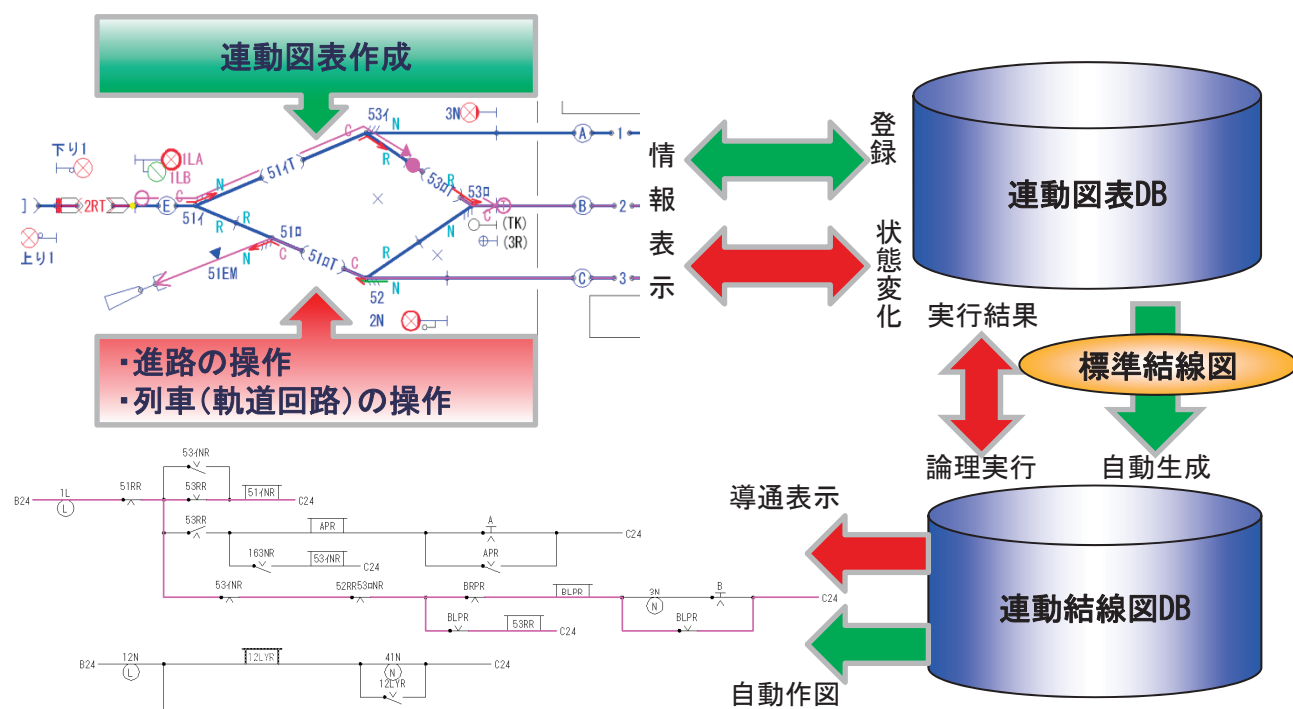 連動図表作成
下り1
1LA
1LB
53イ
N
3N
A
1
C
51イT
R
53ロT
53ロ
N
C
2RT
E
51イ
R
R
C
B
2
(TK)
(3R)
上り1
51ロ
N
C
51EM
(51ロT)
C
R
N
N
C
3
52
2N
情報表示
登録
状態変化
連動図表DB
・進路の操作
・列車(軌道回路)の操作
実行結果
標準結線図
論理実行
自動生成
導通表示
連動結線図DB
自動作図
53イNR
B24
1L
L
51RR
53RR
51イNR
C24
53RR
APR
A
C24
163NR
53イNR
C24
APR
53イNR
52RR
53ロNR
BRPR
BLPR
3N
N
B
C24
BLPR
53RR
C24
BLPR
B24
12N
L
12LYR
41N
N
C24
12LYR